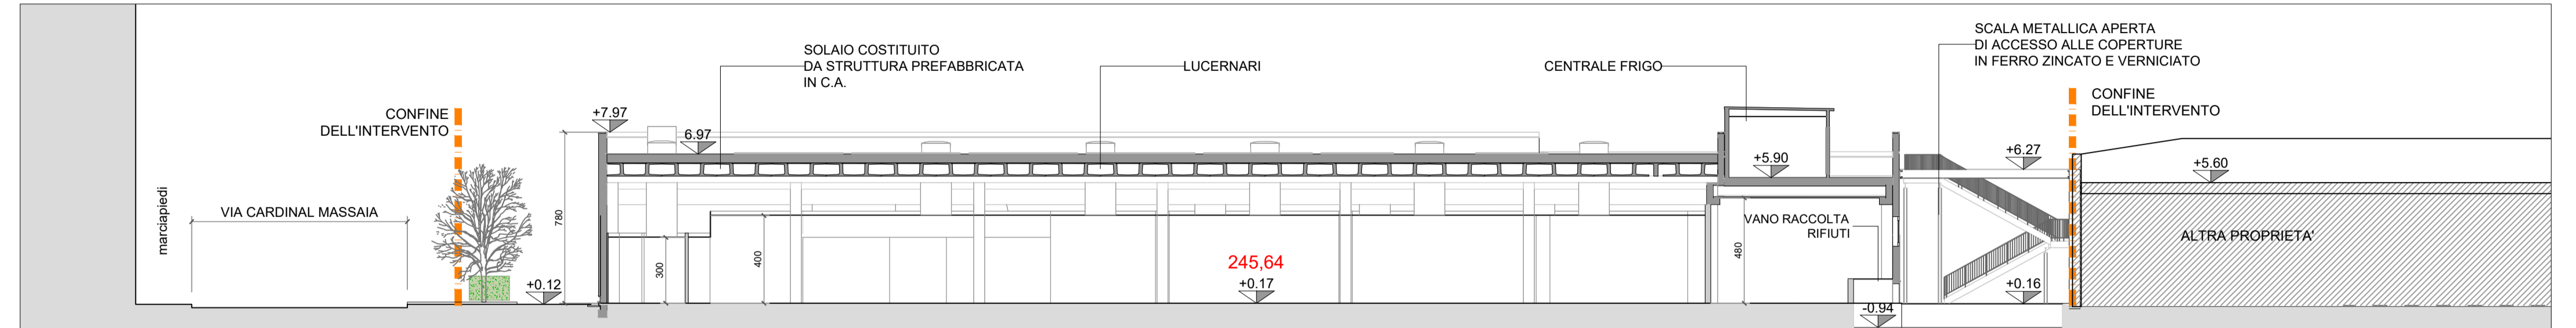 SCALA METALLICA APERTA
DI ACCESSO ALLE COPERTURE
IN FERRO ZINCATO E VERNICIATO
SOLAIO COSTITUITO
DA STRUTTURA PREFABBRICATA
IN C.A.
LUCERNARI
CENTRALE FRIGO
CONFINE
DELL'INTERVENTO
CONFINE
DELL'INTERVENTO
+7.97
6.97
+5.90
+6.27
+5.60
marciapiedi
VIA CARDINAL MASSAIA
780
VANO RACCOLTA
RIFIUTI
ALTRA PROPRIETA'
300
400
480
245,64
+0.12
+0.17
+0.16
-0.94